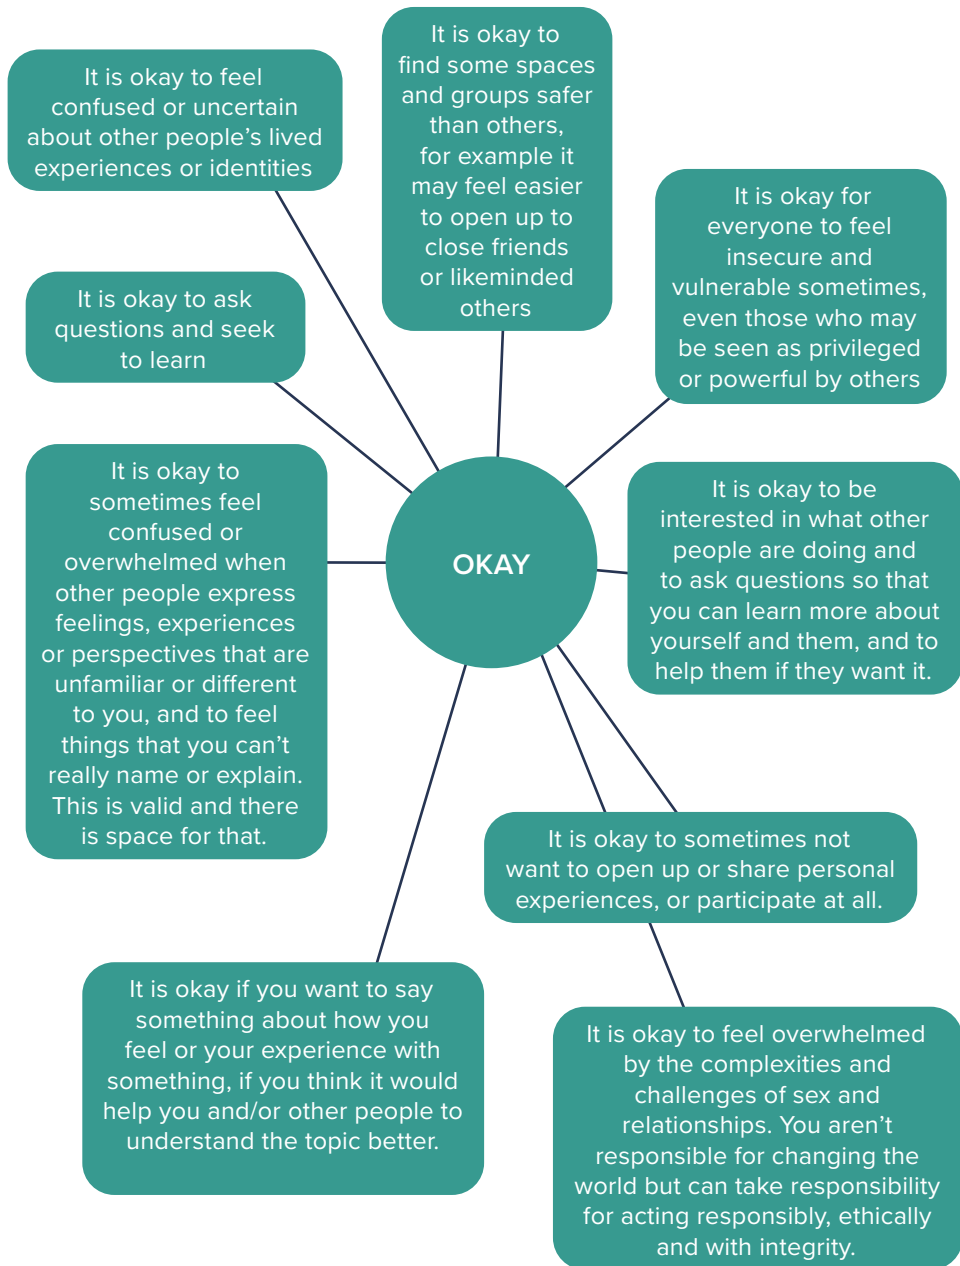 It is okay to feel
confused or uncertain
about other people’s lived
experiences or identities
It is okay to
find some spaces
and groups safer
than others,
for example it
may feel easier
to open up to
close friends
or likeminded
others
It is okay for
everyone to feel
insecure and
vulnerable sometimes,
even those who may
be seen as privileged
or powerful by others
It is okay to ask
questions and seek
to learn
It is okay to
sometimes feel
confused or
overwhelmed when
other people express
feelings, experiences
or perspectives that are
unfamiliar or different
to you, and to feel
things that you can’t
really name or explain.
This is valid and there
is space for that.
OKAY
It is okay to be
interested in what other
people are doing and
to ask questions so that
you can learn more about
yourself and them, and to
help them if they want it.
It is okay to sometimes not
want to open up or share personal
experiences, or participate at all.
It is okay if you want to say
something about how you
feel or your experience with
something, if you think it would
help you and/or other people to
understand the topic better.
It is okay to feel overwhelmed
by the complexities and
challenges of sex and
relationships. You aren’t
responsible for changing the
world but can take responsibility
for acting responsibly, ethically
and with integrity.